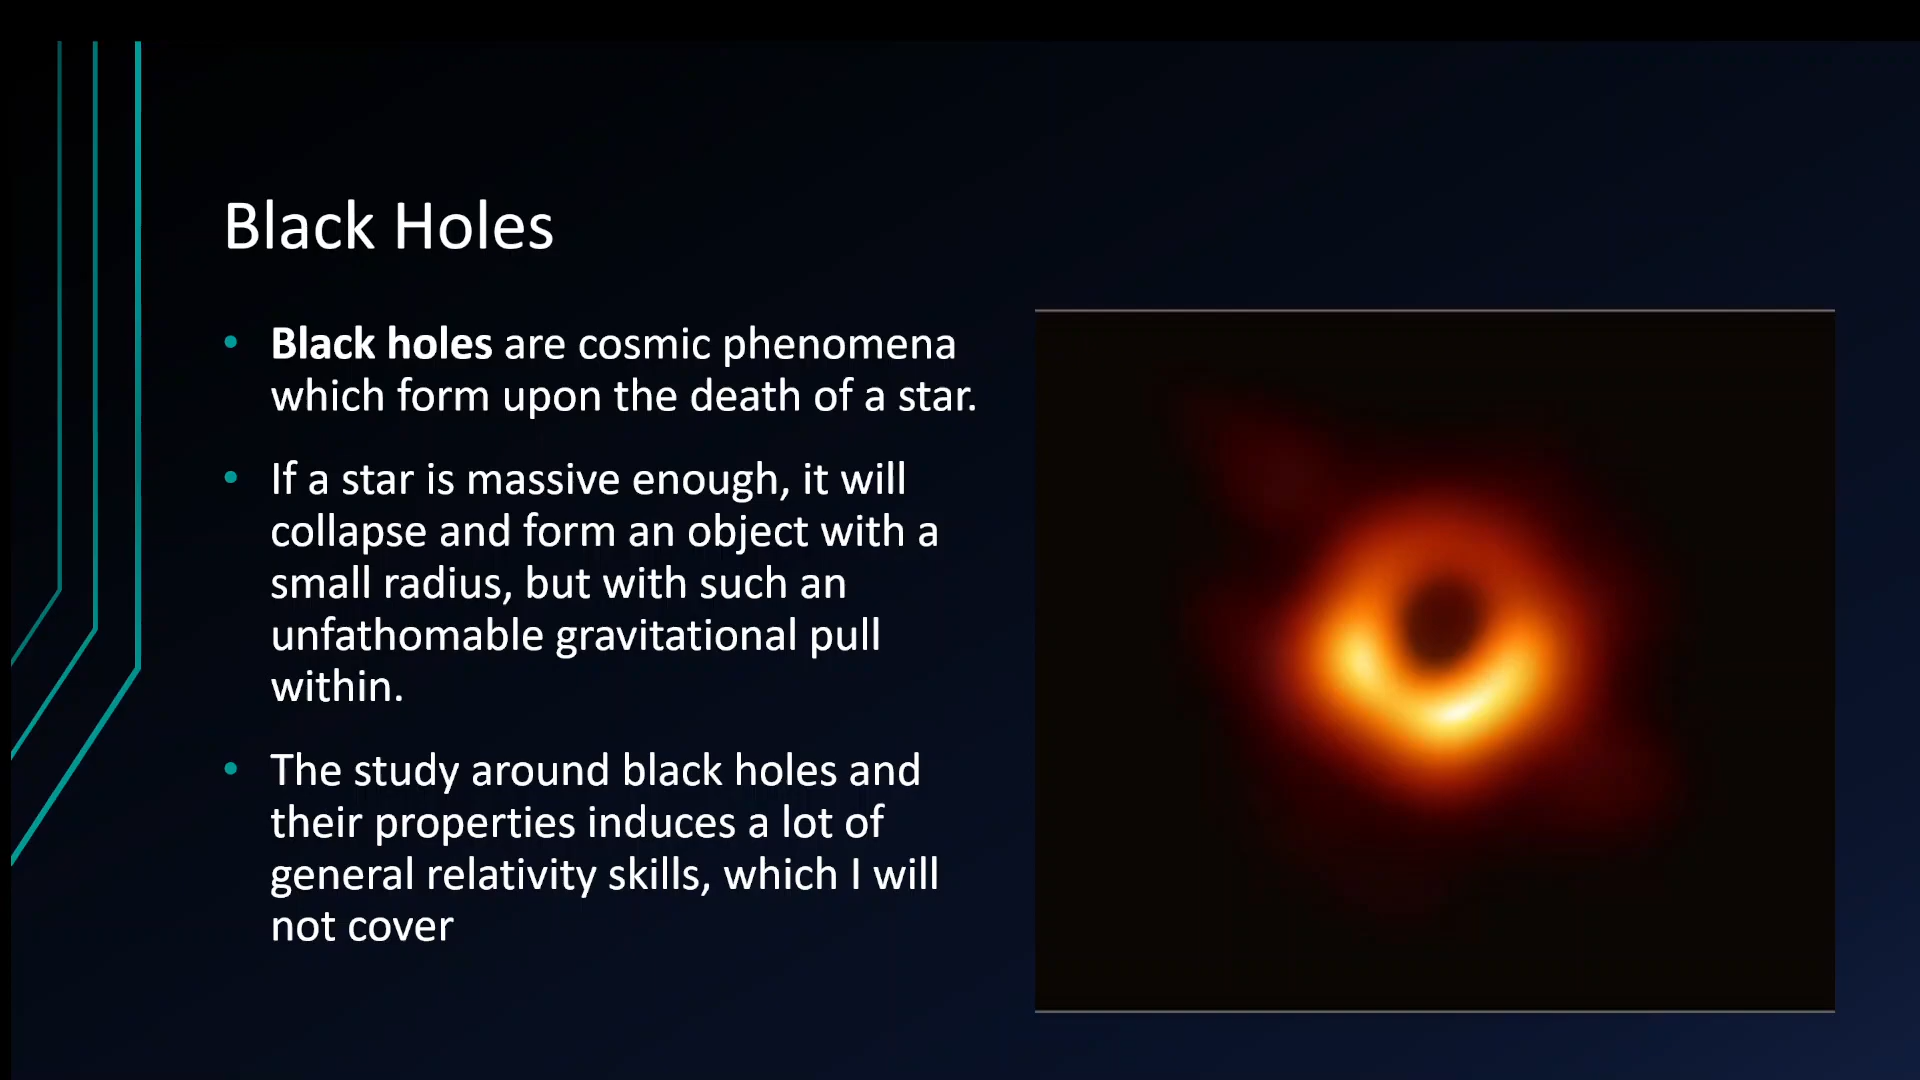 Black Holes
• Black holes are cosmic phenomena
which form upon the death of a star.
• If a star is massive enough, it will
collapse and form an object with a
small radius, but with such an
unfathomable gravitational pull
within.
• The study around black holes and
their properties induces a lot of
general relativity skills, which I will
not cover